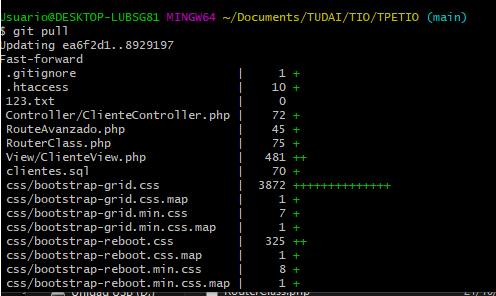 Usuario@DESKTOP-LUBSG81 MINGW64 ~/Documents/TUDAI/TIO/TPETIO (main)
$ git pull
Updating ea6f2d1..8929197
Fast-forward
.gitignore | 1 +
.htaccess | 10 +
123.txt | 0
Controller/ClienteController.php | 72 +
RouteAvanzado.php | 45 +
RouterClass.php | 75 +
View/ClienteView.php | 481 ++
clientes.sql | 70 +
css/bootstrap-grid.css | 3872 ++++++++++++++
css/bootstrap-grid.css.map | 1 +
css/bootstrap-grid.min.css | 7 +
css/bootstrap-grid.min.css.map | 1 +
css/bootstrap-reboot.css | 325 ++
css/bootstrap-reboot.css.map | 1 +
css/bootstrap-reboot.min.css | 8 +
css/bootstrap-reboot.min.css.map | 1 +